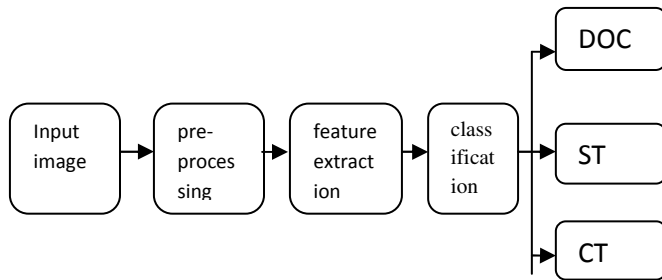 DOC
Input
image
pre-
proces
sing
feature
extract
ion
class
ificat
ion
ST
CT